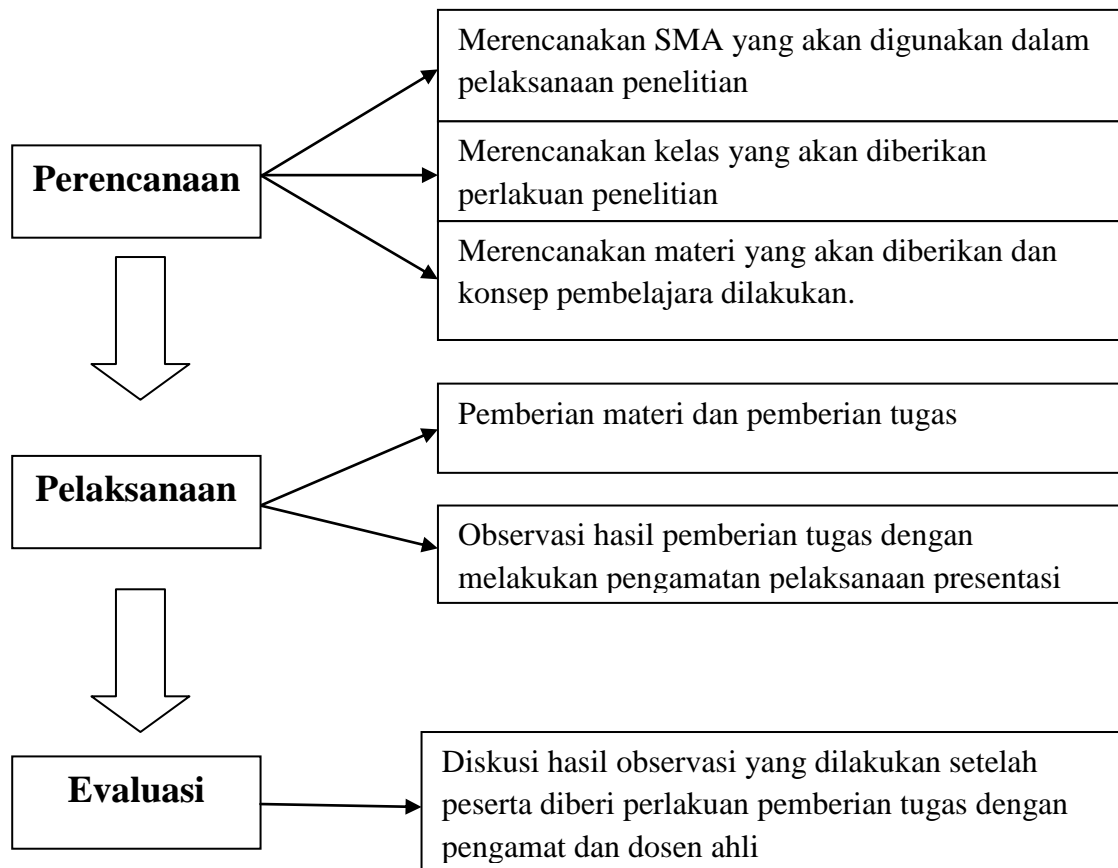 Perencanaan
Merencanakan SMA yang akan digunakan dalam
pelaksanaan penelitian
Merencanakan kelas yang akan diberikan
perlakuan penelitian
Merencanakan materi yang akan diberikan dan
konsep pembelajara dilakukan.
Pelaksanaan
Pemberian materi dan pemberian tugas
Observasi hasil pemberian tugas dengan
melakukan pengamatan pelaksanaan presentasi
Evaluasi
Diskusi hasil observasi yang dilakukan setelah
peserta diberi perlakuan pemberian tugas dengan
pengamat dan dosen ahli